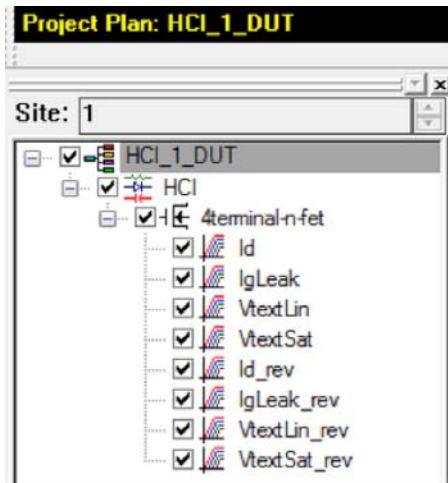 Project Plan: HCI_1_DUT
Site: 1
HCI_1_DUT
HCI
4terminal-n-fet
Id
IgLeak
VtextLin
VtextSat
Id_rev
IgLeak_rev
VtextLin_rev
VtextSat_rev